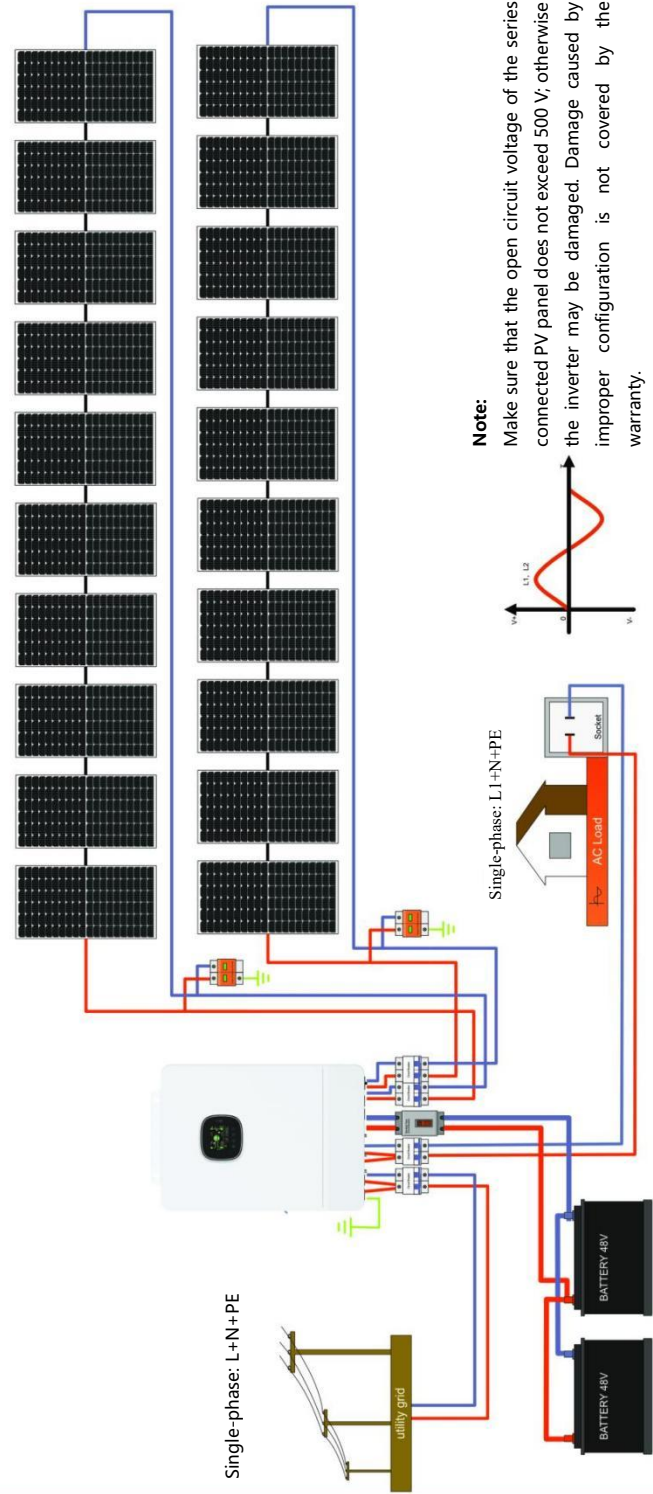 Single-phase: L+N+PE
utility grid
BATTERY 48V
BATTERY 48V
Single-phase: L1+N+PE
AC Load
Socket
V+
L1、L2
0
V-
Note:
Make sure that the open circuit voltage of the series
connected PV panel does not exceed 500 V; otherwise
the inverter may be damaged. Damage caused by
improper configuration is not covered by the
warranty.